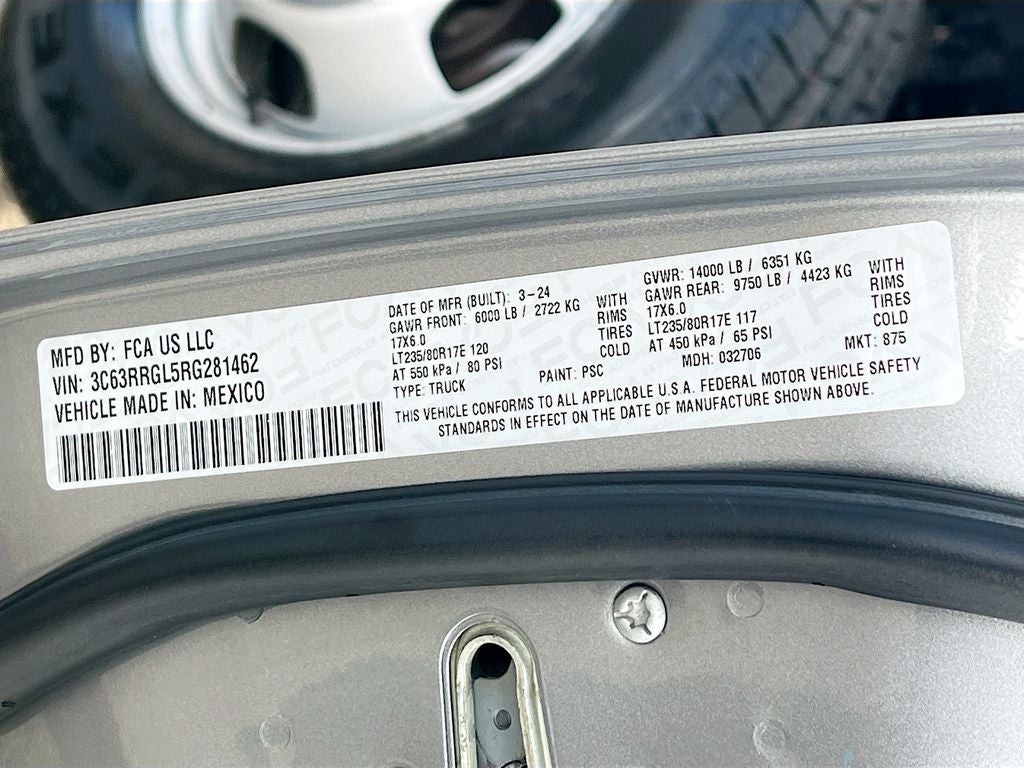 MFD BY: FCA US LLC
VIN: 3C63RRGL5RG281462
VEHICLE MADE IN: MEXICO
DATE OF MFR (BUILT): 3-24
GAWR FRONT: 6000 LB / 2722 KG WITH
17X6.0 RIMS
LT235/80R17E 120 TIRES
AT 550 kPa / 80 PSI COLD
TYPE: TRUCK PAINT: PSC
GVWR: 14000 LB / 6351 KG
GAWR REAR: 9750 LB / 4423 KG WITH
17X6.0 RIMS
LT235/80R17E 117 TIRES
AT 450 kPa / 65 PSI COLD
MDH: 032706 MKT: 875
THIS VEHICLE CONFORMS TO ALL APPLICABLE U.S.A. FEDERAL MOTOR VEHICLE SAFETY
STANDARDS IN EFFECT ON THE DATE OF MANUFACTURE SHOWN ABOVE.